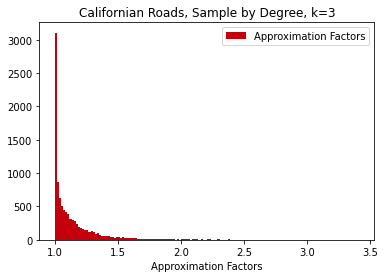 Californian Roads, Sample by Degree, k=3
Approximation Factors
3000
2500
2000
1500
1000
500
0
1.0 1.5 2.0 2.5 3.0 3.5
Approximation Factors